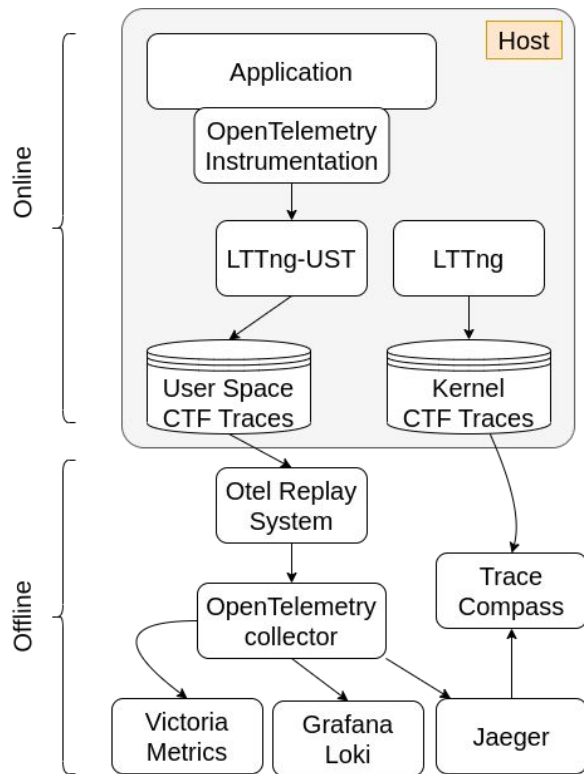 Host
Application
OpenTelemetry
Instrumentation
Online
LTTng-UST
LTTng
User Space
CTF Traces
Kernel
CTF Traces
Otel Replay
System
Offline
OpenTelemetry
collector
Trace
Compass
Victoria
Metrics
Grafana
Loki
Jaeger